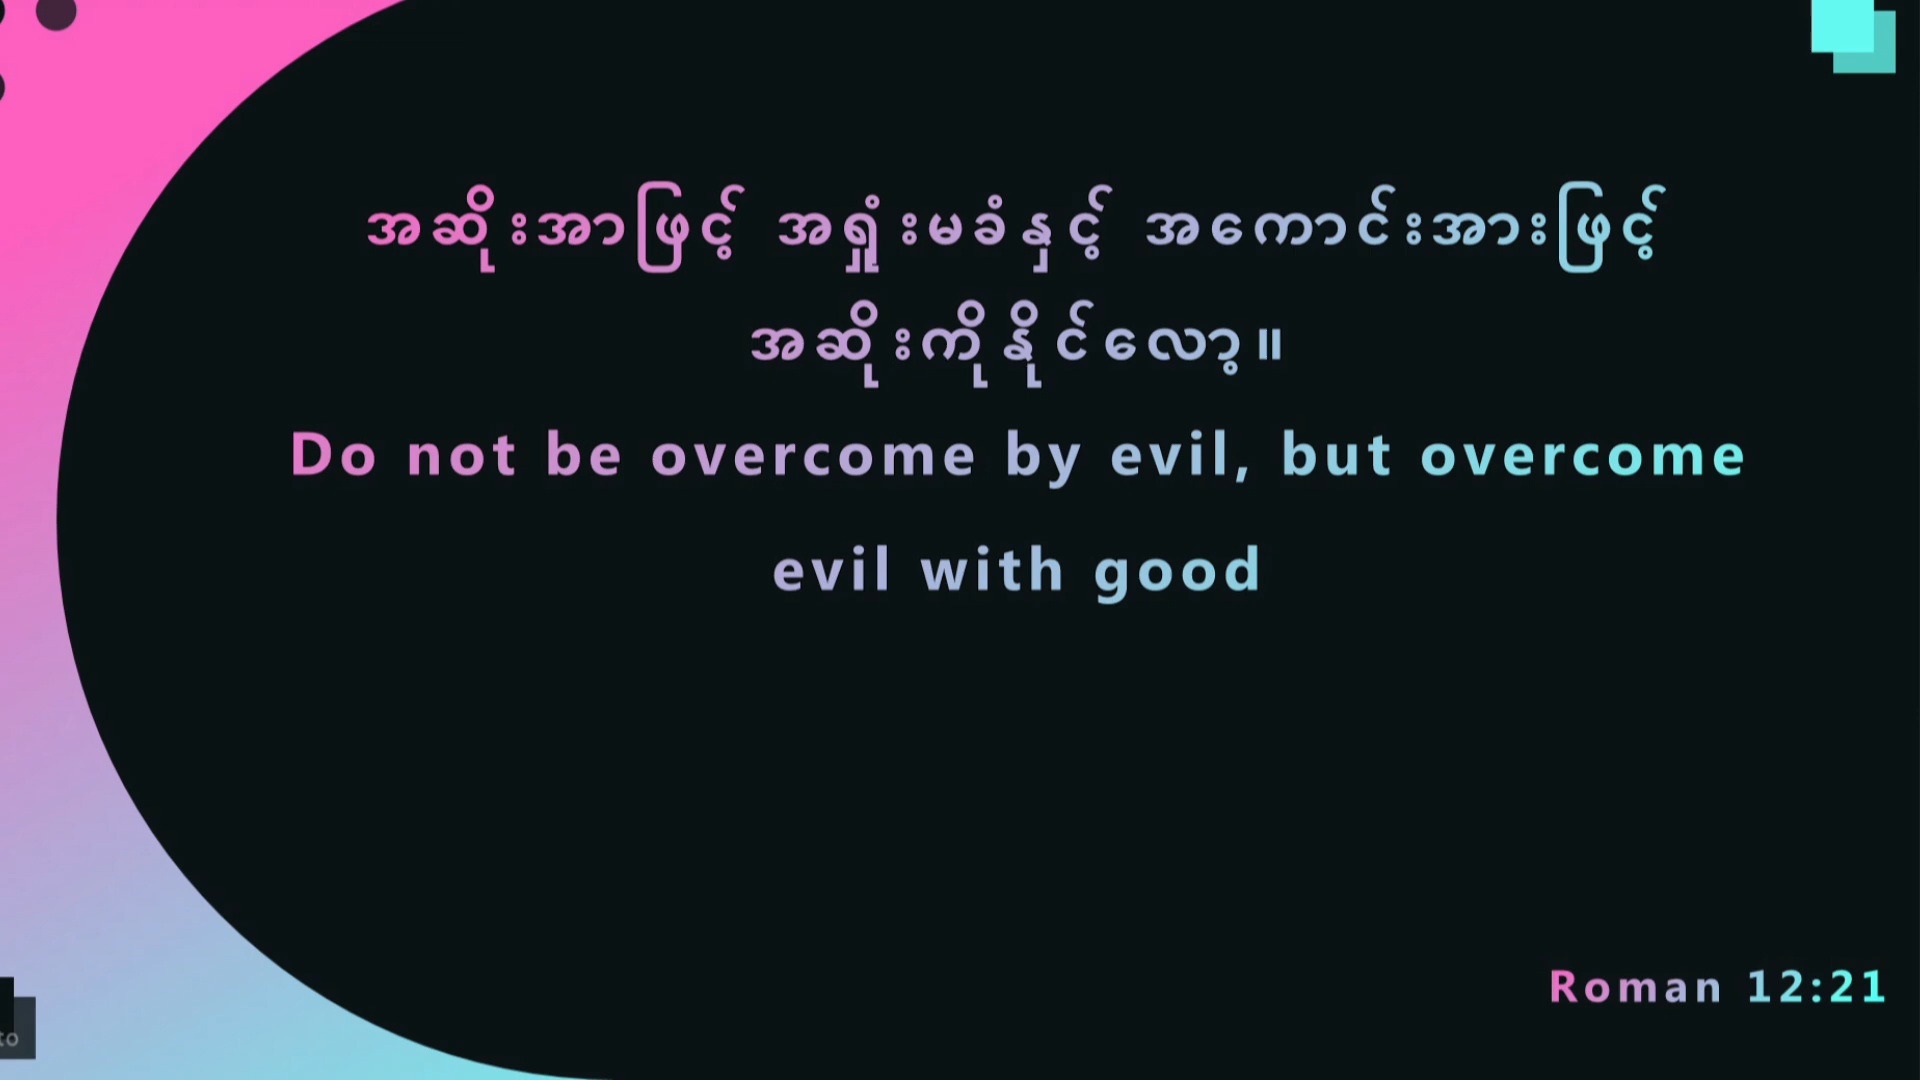 အဆိုးအာဖြင့် အရှုံးမခံနှင့် အကောင်းအားဖြင့်
အဆိုးကိုနိုင်လော့။
Do not be overcome by evil, but overcome
evil with good
Roman 12:21
to